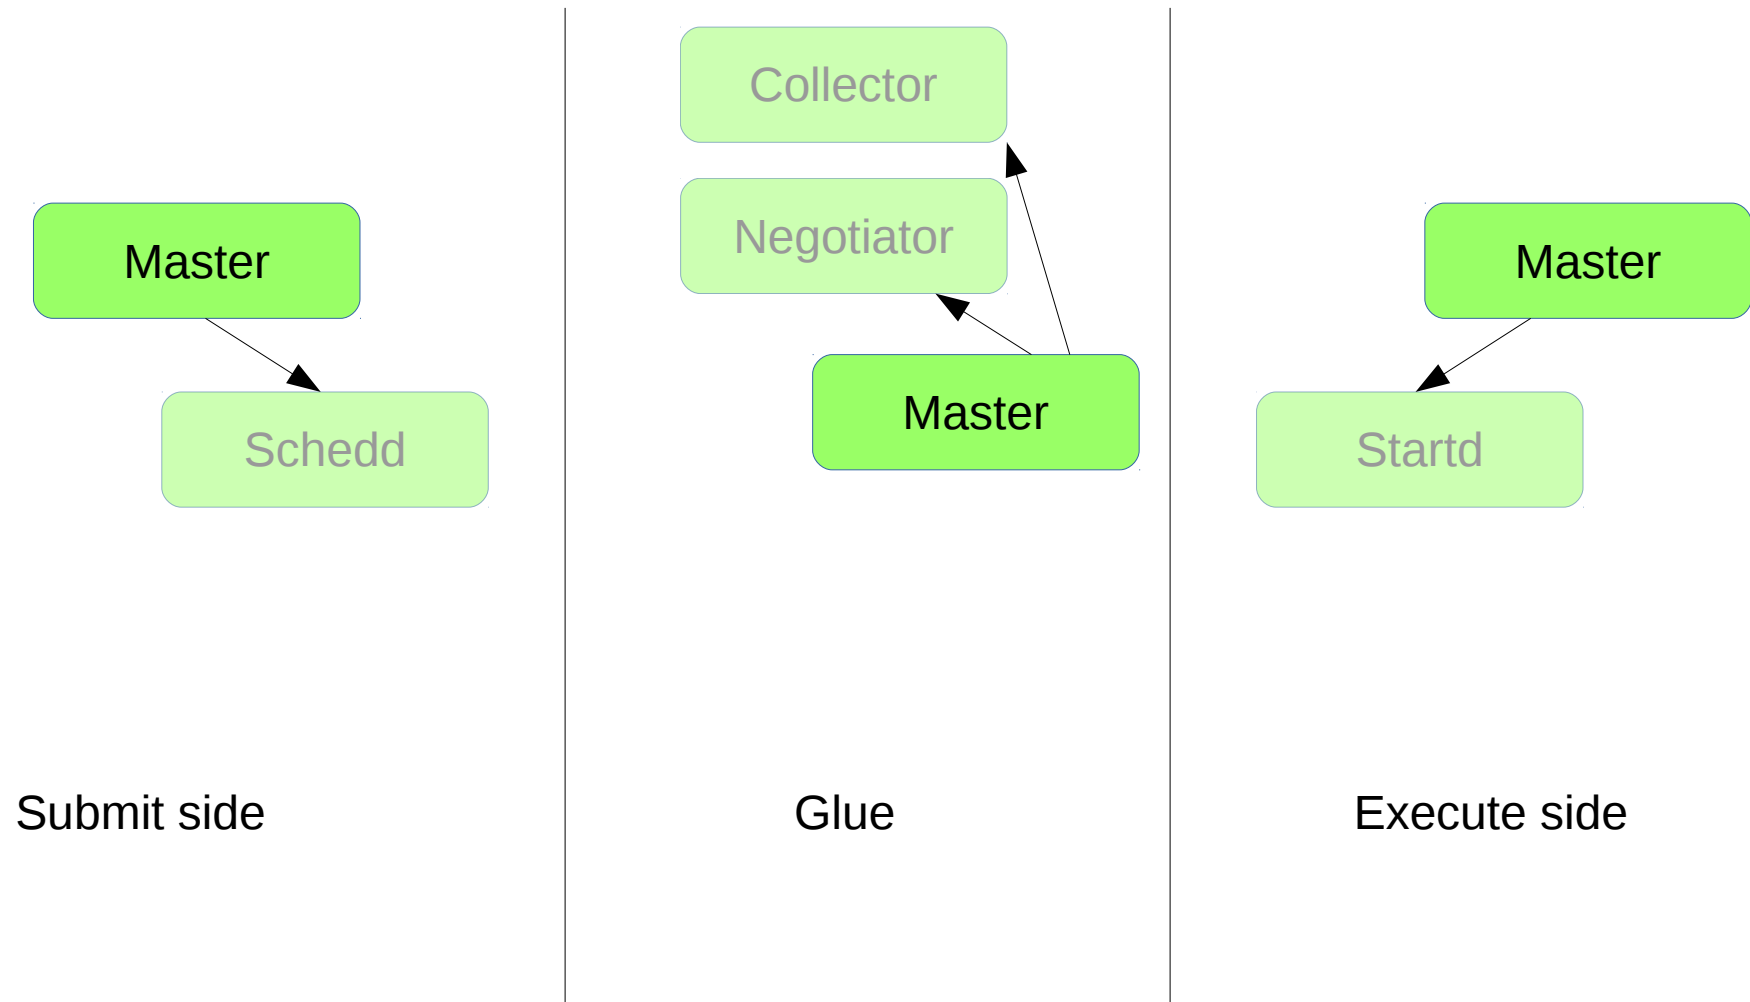 Master
Schedd
Submit side
Collector
Negotiator
Master
Glue
Master
Startd
Execute side